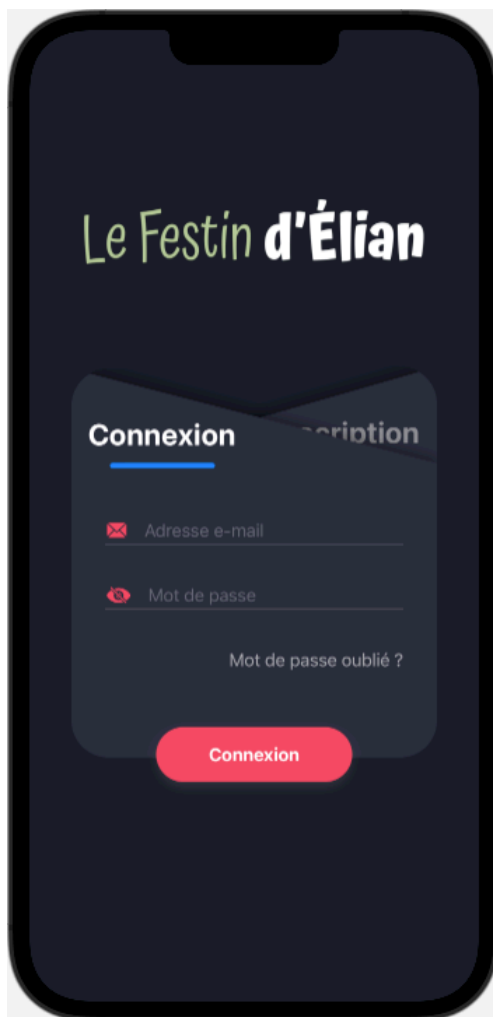 Le Festin d'Élian
Connexion
Adresse e-mail
Mot de passe
Mot de passe oublié ?
Connexion